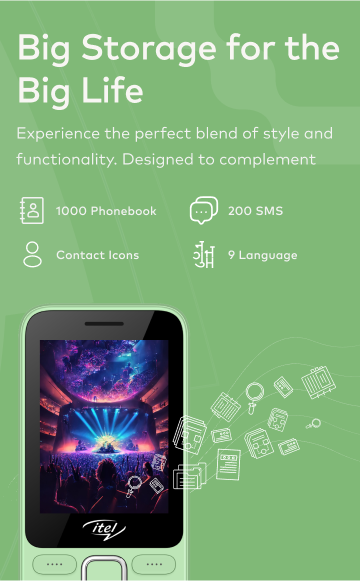 Big Storage for the
Big Life
Experience the perfect blend of style and
functionality. Designed to complement
1000 Phonebook
200 SMS
Contact Icons
9 Language
itel